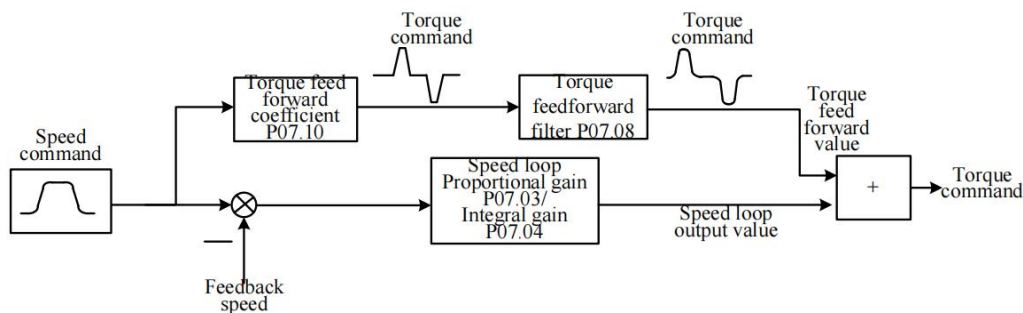 Torque
command
Torque
command
Torque feed
forward
coefficient
P07.10
Torque
feedforward
filter P07.08
Torque
feed
forward
value
Speed
command
Speed loop
Proportional gain
P07.03/
Integral gain
P07.04
+
Torque
command
Speed loop
output value
Feedback
speed